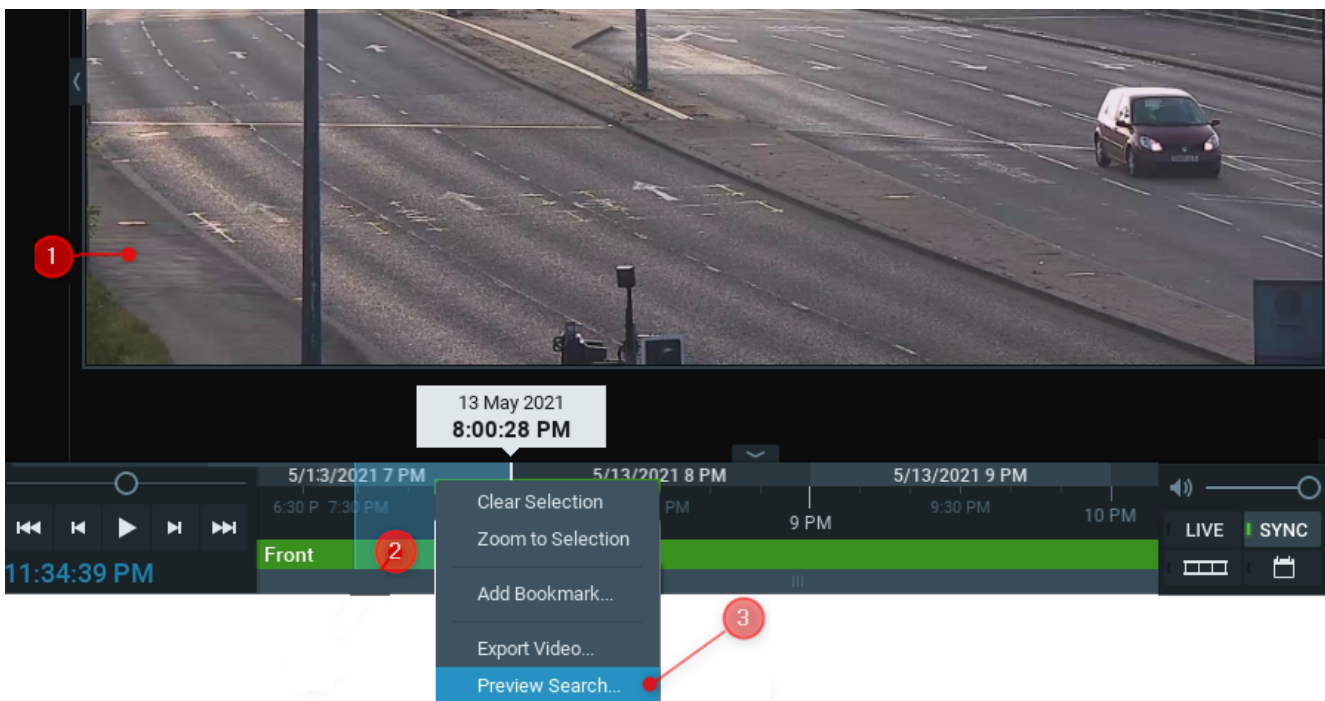 1
13 May 2021
8:00:28 PM
5/13/2021 7 PM
5/13/2021 8 PM
5/13/2021 9 PM
6:30 P 7:30 PM
PM
9 PM
9:30 PM
10 PM
Clear Selection
Zoom to Selection
Add Bookmark...
Export Video...
Preview Search...
Front
2
3
11:34:39 PM
LIVE
SYNC